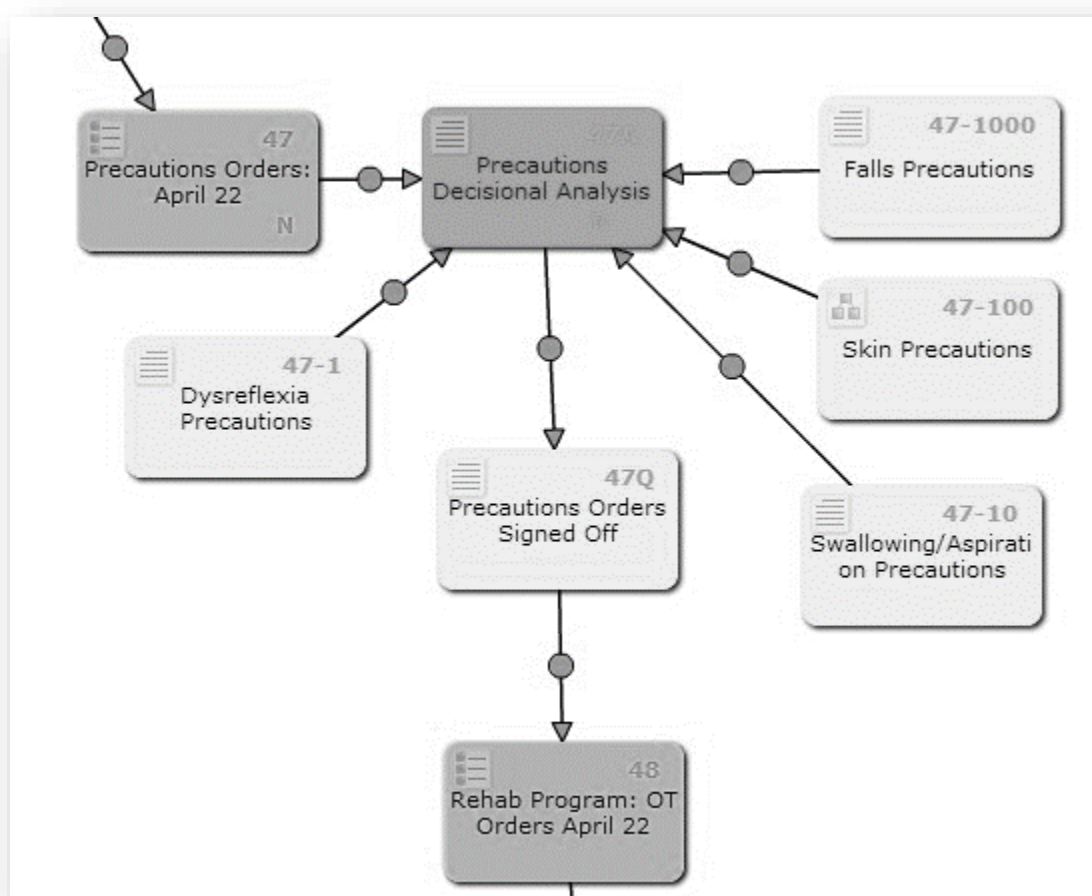 47
Precautions Orders:
April 22
N
Precautions
Decisional Analysis
47-1000
Falls Precautions
47-100
Skin Precautions
47-1
Dysreflexia
Precautions
47Q
Precautions Orders
Signed Off
47-10
Swallowing/Aspirati
on Precautions
48
Rehab Program: OT
Orders April 22